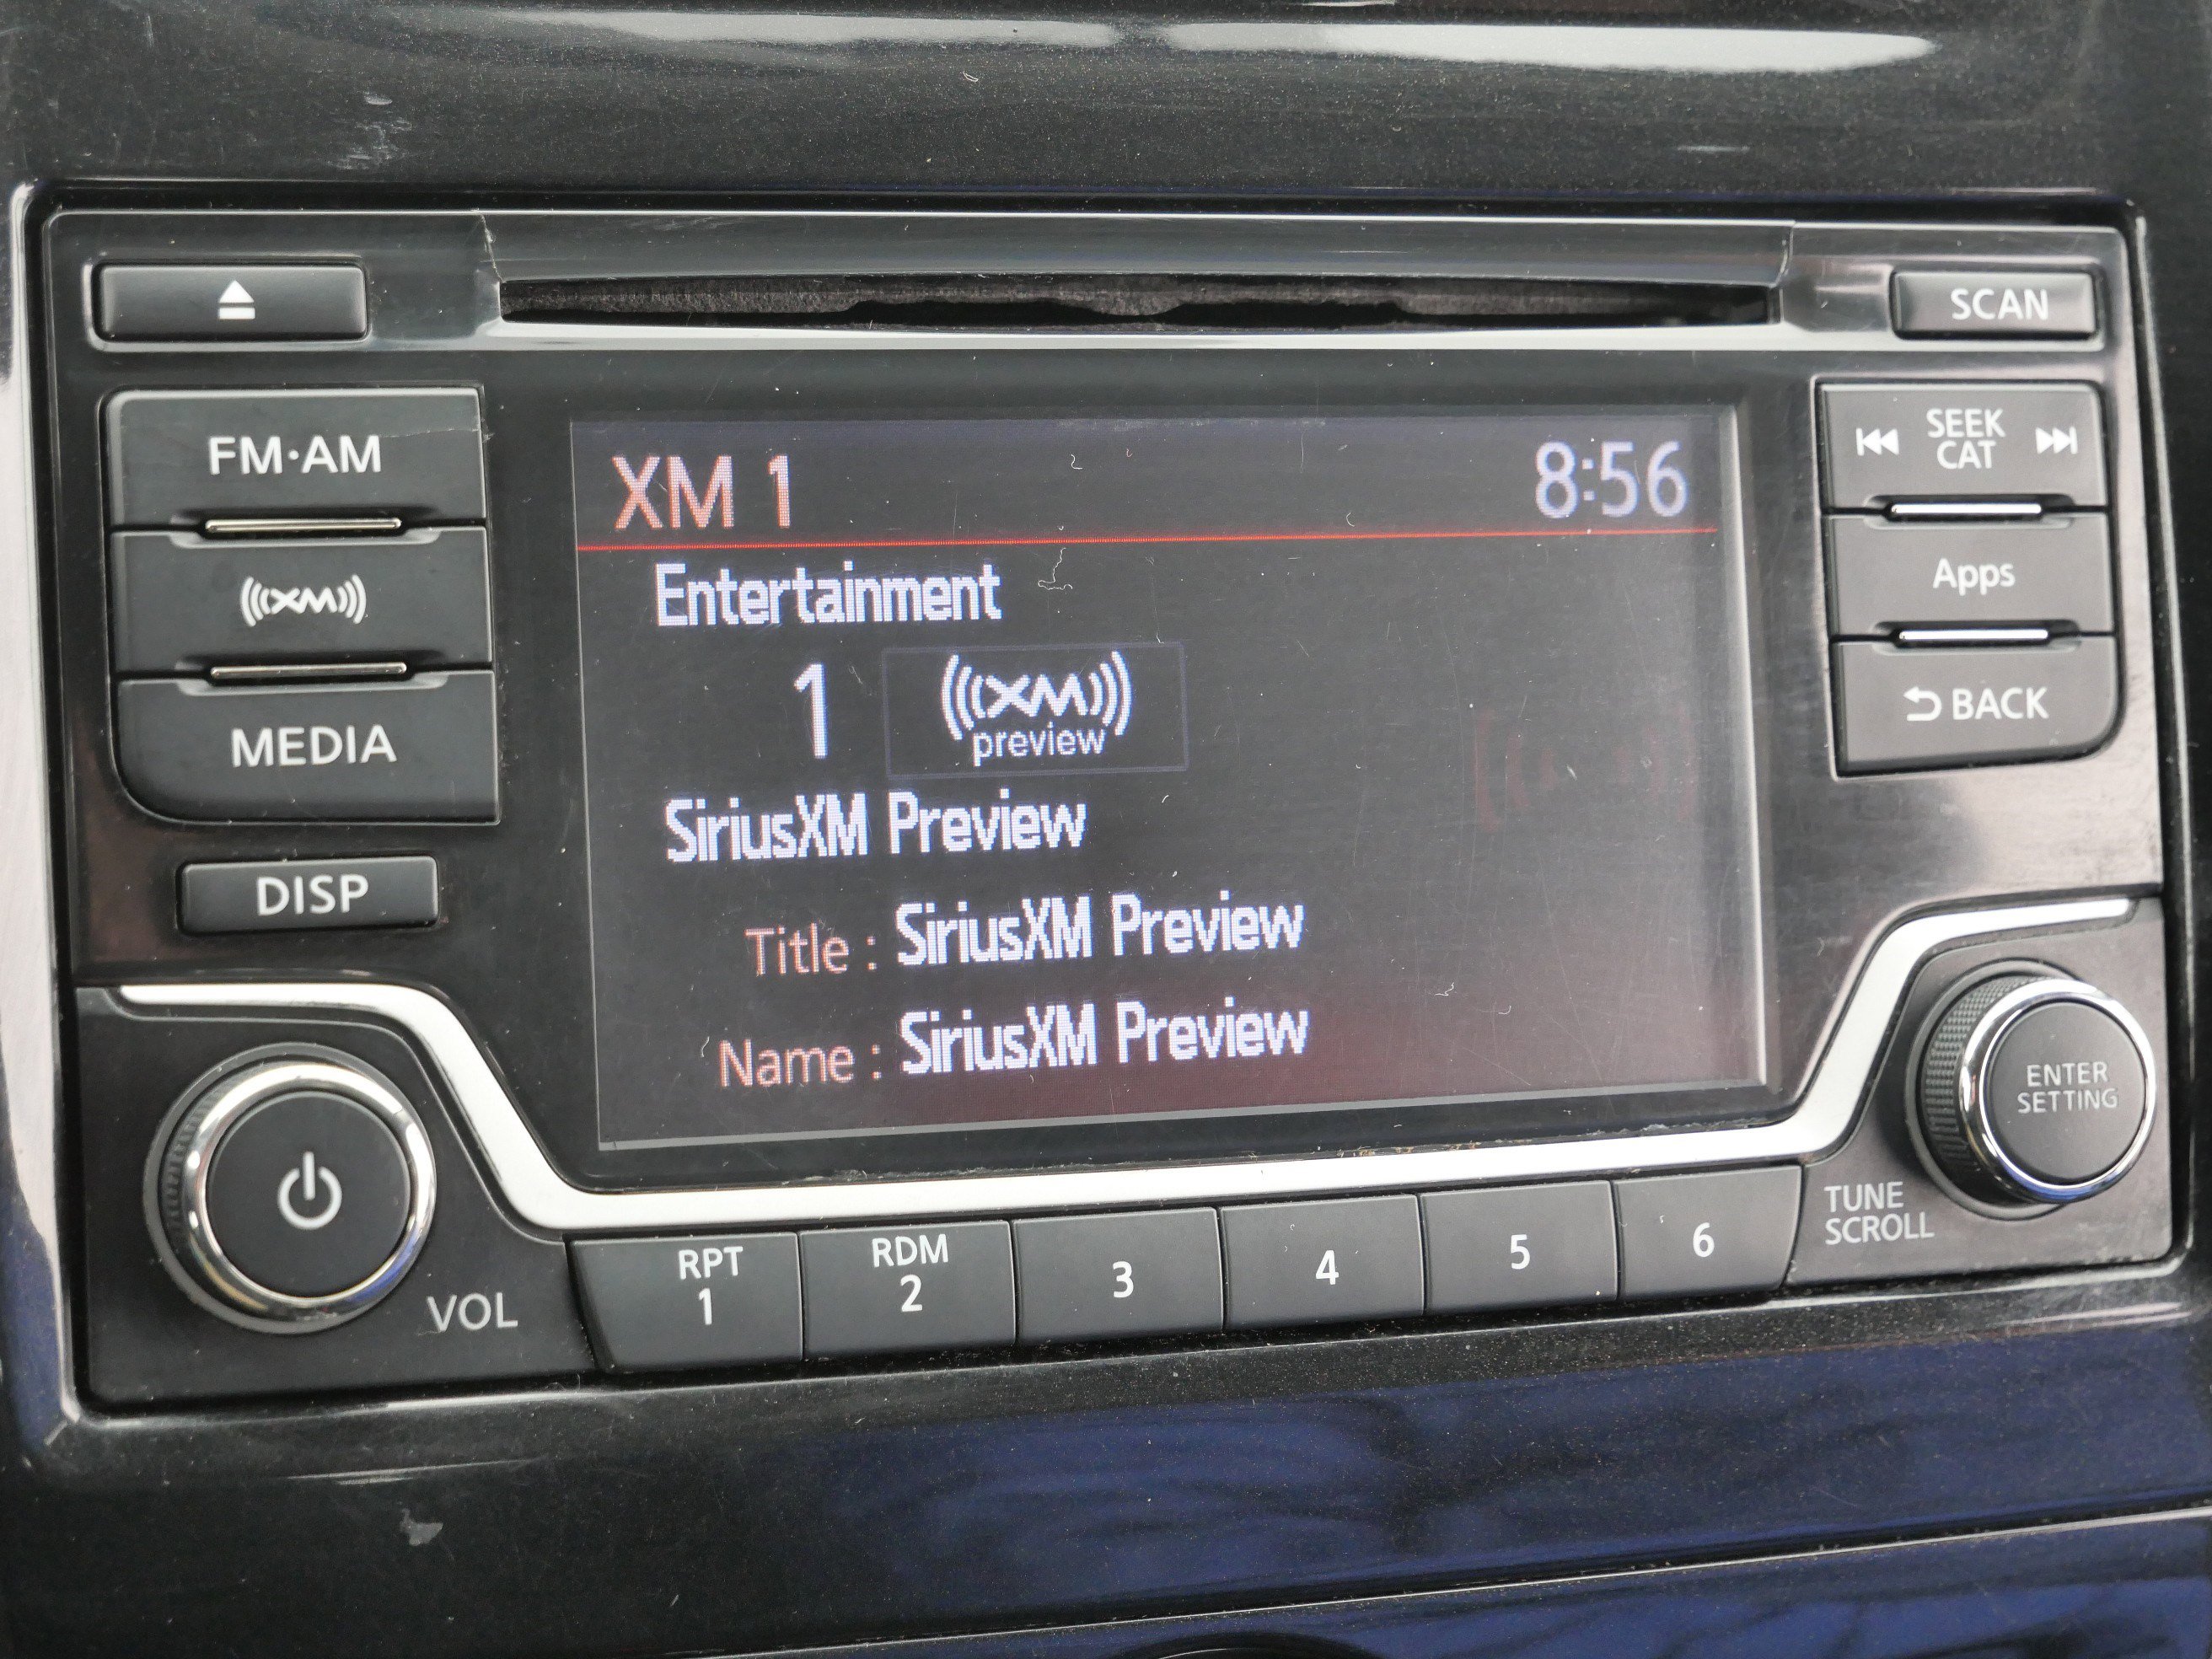 SCAN
FM·AM
XM
MEDIA
DISP
VOL
XM 1 8:56
Entertainment
1 XM
preview
SiriusXM Preview
Title : SiriusXM Preview
Name : SiriusXM Preview
SEEK
CAT
Apps
BACK
ENTER
SETTING
TUNE
SCROLL
RPT
1
RDM
2
3
4
5
6